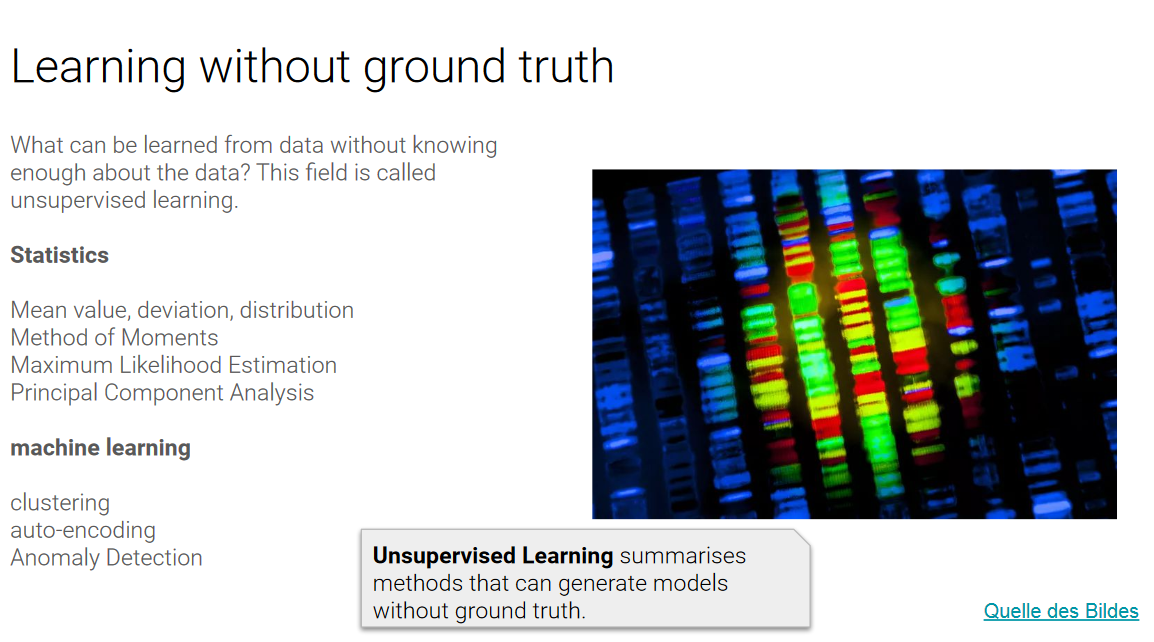 Learning without ground truth
What can be learned from data without knowing
enough about the data? This field is called
unsupervised learning.
Statistics
Mean value, deviation, distribution
Method of Moments
Maximum Likelihood Estimation
Principal Component Analysis
machine learning
clustering
auto-encoding
Anomaly Detection
Unsupervised Learning summarises
methods that can generate models
without ground truth.
Quelle des Bildes